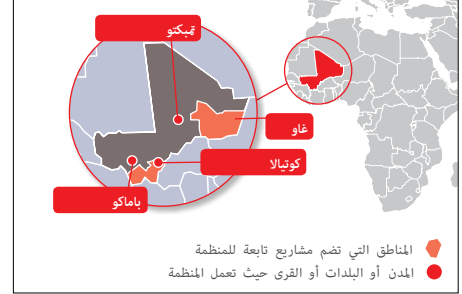 تمبكتو
غاو
كوتيالا
باماكو
المناطق التي تضم مشاريع تابعة للمنظمة
المدن أو البلدات أو القرى حيث تعمل المنظمة